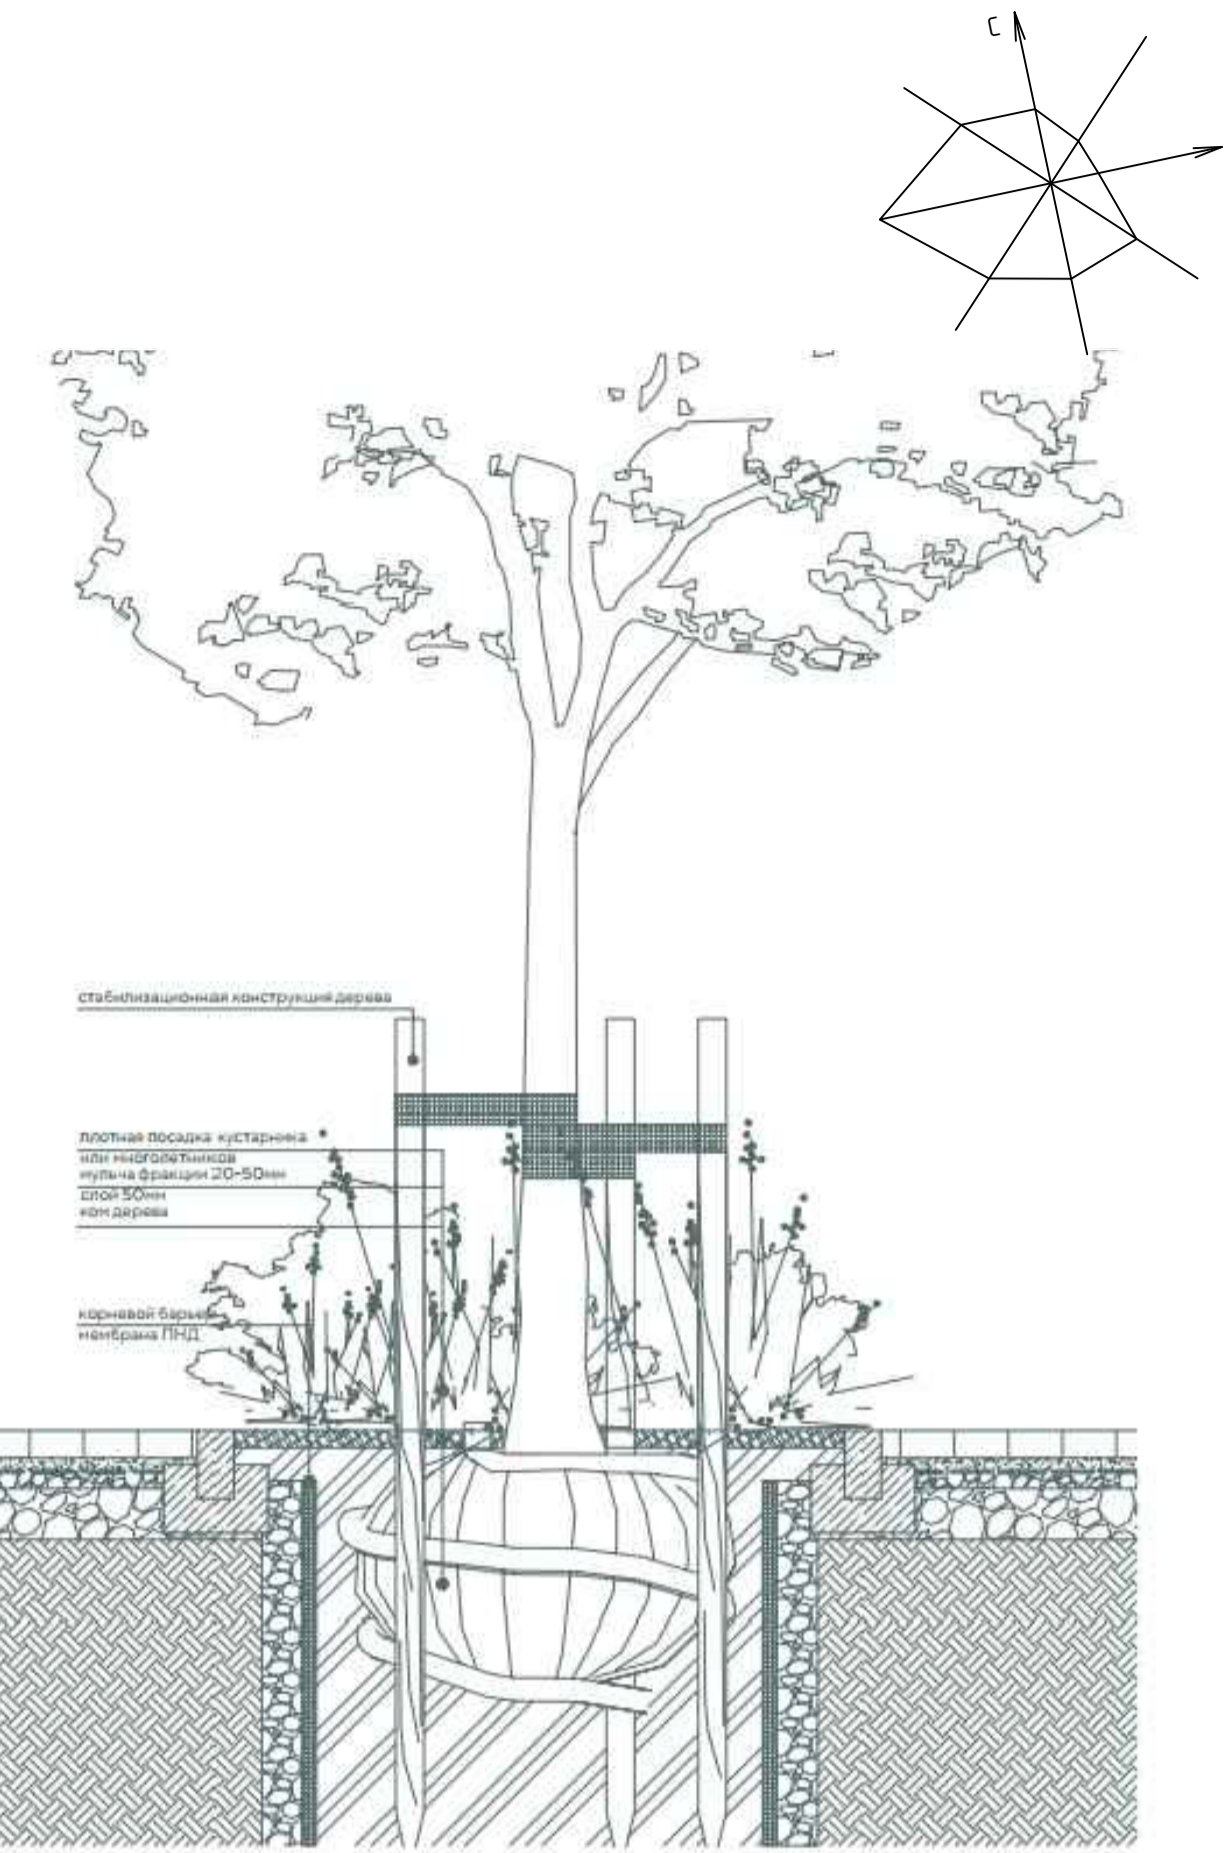 С
стабилизационная конструкция дерева
плотная посадка кустарника
или многолетников
мульча фракции 20-50мм
слой 50мм
ком дерева
корневой барьер
мембрана ПНД